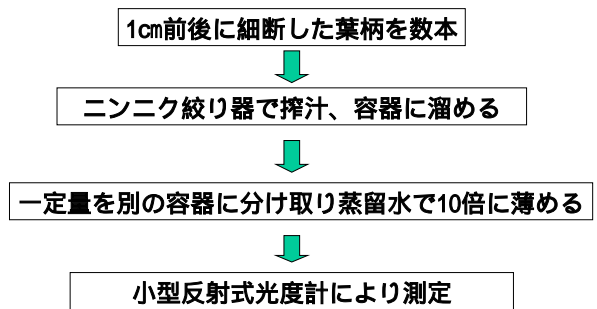 1cm前後に細断した葉柄を数本
ニンニク絞り器で搾汁、容器に溜める
一定量を別の容器に分け取り蒸留水で10倍に薄める
小型反射式光度計により測定